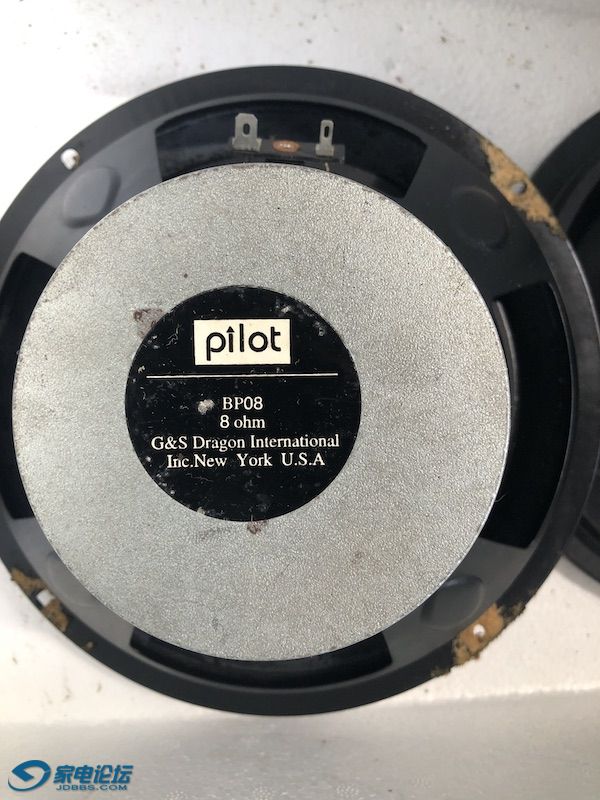 pilot
BP08
8 ohm
G&S Dragon International
Inc.New York U.S.A
家电论坛
JDBBS.COM